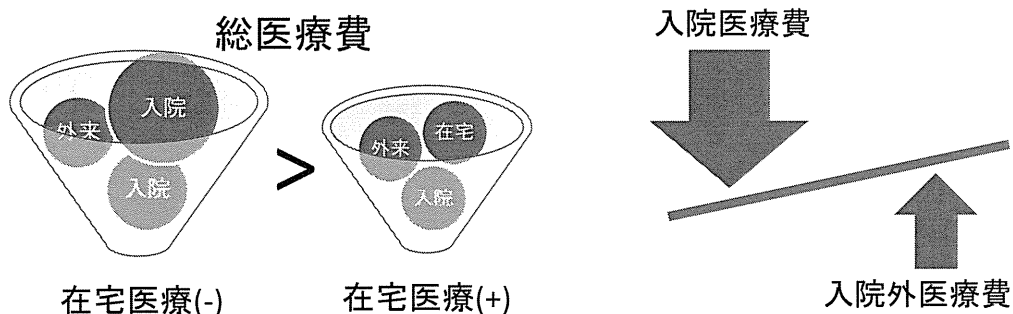 総医療費
入院
外来
入院
在宅医療(-)
>
在宅
外来
入院
在宅医療(+)
入院医療費
入院外医療費